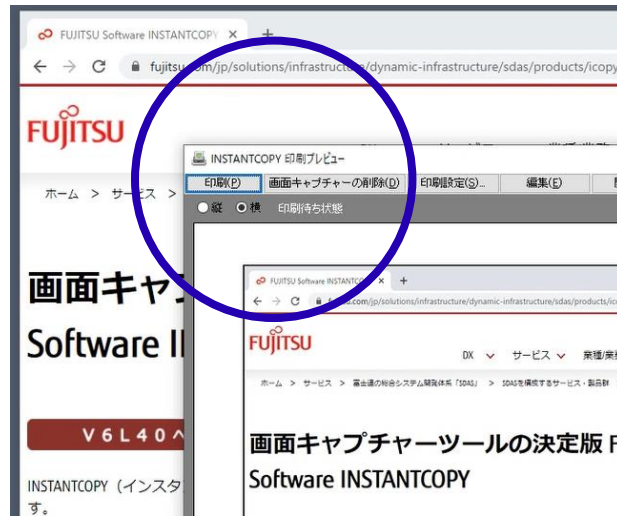 FUJITSU Software INSTANTCOPY × +
fujitsu.com/jp/solutions/infrastructure/dynamic-infrastructure/sdas/products/icopy
FUJITSU
ホーム > サービス >
INSTANTCOPY 印刷プレビュー
印刷(P) 画面キャプチャーの削除(D) 印刷設定(S)... 編集(E)
縦 横 印刷待ち状態
画面キャプ
Software I
V6L40へ
INSTANTCOPY（インスタ
す。
FUJITSU Software INSTANTC × +
.com/jp/solutions/infrastructure/dynamic-infrastructure/sdas/products/ic
FUJITSU
DX サービス 業種/業
ホーム > サービス > 富士通の総合システム開発体系「SDAS」 > SDASを構成するサービス・製品群
画面キャプチャーツールの決定版 F
Software INSTANTCOPY